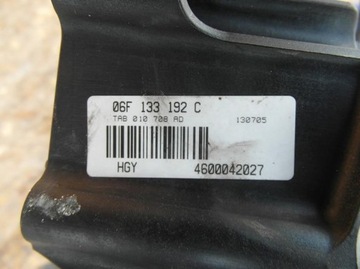 06F 133 192 C
TAB 010 708 AD 130705
HGY 4600042027